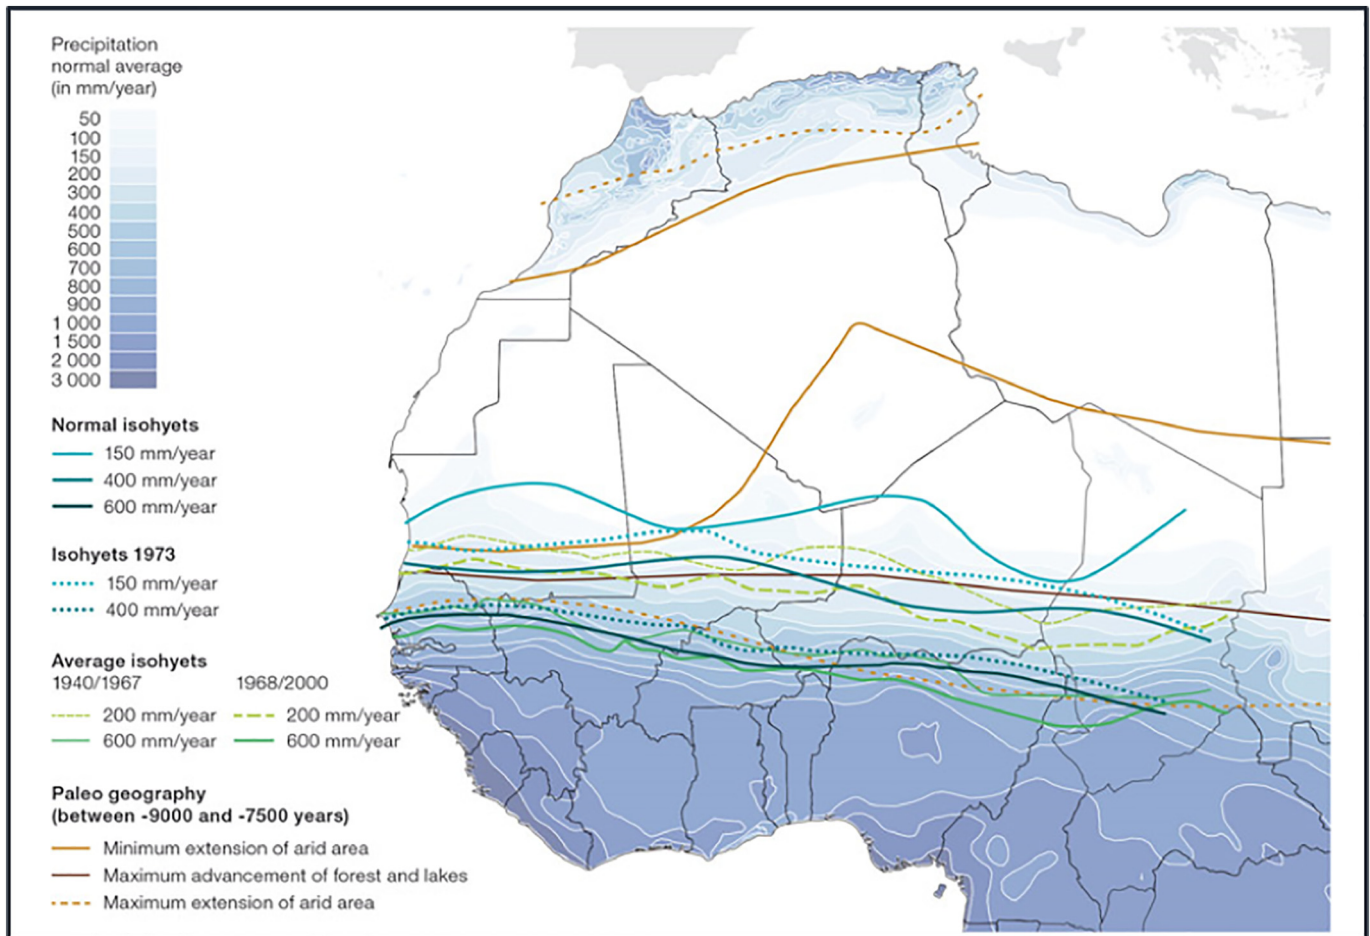 Precipitation
normal average
(in mm/year)
50
100
150
200
300
400
500
600
700
800
900
1 000
1 500
2 000
3 000
Normal isohyets
150 mm/year
400 mm/year
600 mm/year
Isohyets 1973
150 mm/year
400 mm/year
Average isohyets
1940/1967 1968/2000
200 mm/year 200 mm/year
600 mm/year 600 mm/year
Paleo geography
(between -9000 and -7500 years)
Minimum extension of arid area
Maximum advancement of forest and lakes
Maximum extension of arid area